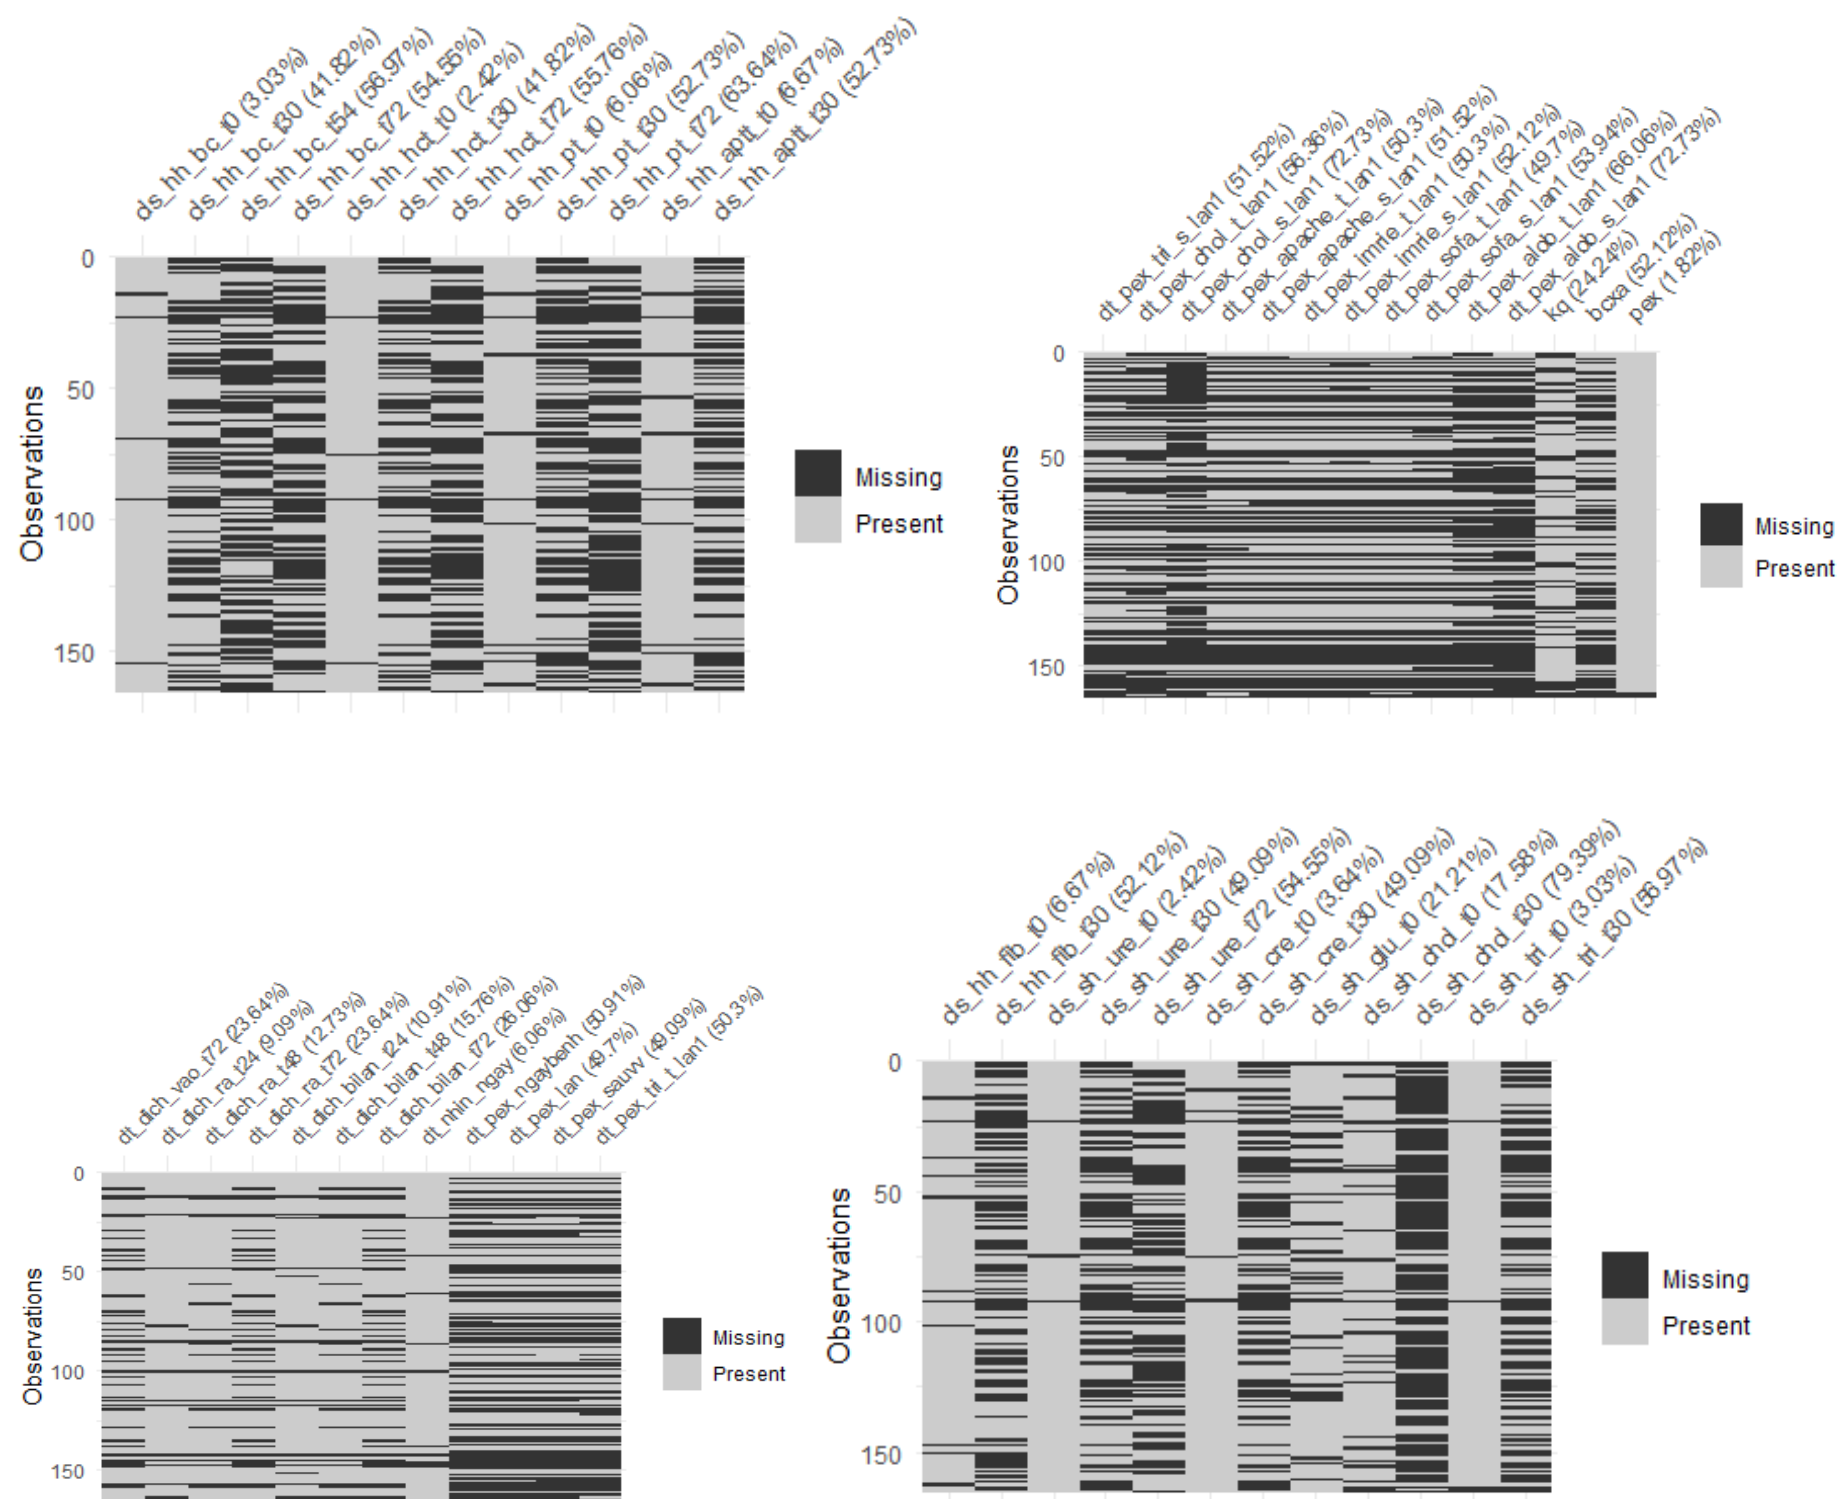 ds_hh_bc_t0 (3.03%)
ds_hh_bc_t30 (41.82%)
ds_hh_bc_t54 (56.97%)
ds_hh_bc_t72 (54.55%)
ds_hh_hct_t0 (2.42%)
ds_hh_hct_t30 (41.82%)
ds_hh_hct_t72 (55.76%)
ds_hh_pt_t0 (6.06%)
ds_hh_pt_t30 (52.73%)
ds_hh_pt_t72 (63.64%)
ds_hh_aptt_t0 (6.67%)
ds_hh_aptt_t30 (52.73%)
0
50
100
150
Observations
Missing
Present
dt_pex_tri_s_lan1 (51.52%)
dt_pex_chol_t_lan1 (56.36%)
dt_pex_chol_s_lan1 (72.73%)
dt_pex_apache_t_lan1 (50.3%)
dt_pex_apache_s_lan1 (51.52%)
dt_pex_imrie_t_lan1 (50.3%)
dt_pex_imrie_s_lan1 (52.12%)
dt_pex_sofa_t_lan1 (49.7%)
dt_pex_sofa_s_lan1 (53.94%)
dt_pex_alob_t_lan1 (66.06%)
dt_pex_alob_s_lan1 (72.73%)
kq (24.24%)
bcxa (52.12%)
pex (1.82%)
0
50
100
150
Observations
Missing
Present
dt_dich_vao_t72 (23.64%)
dt_dich_ra_t24 (9.09%)
dt_dich_ra_t48 (12.73%)
dt_dich_ra_t72 (23.64%)
dt_dich_bilan_t24 (10.91%)
dt_dich_bilan_t48 (15.76%)
dt_dich_bilan_t72 (26.06%)
dt_nhin_ngay (6.06%)
dt_pex_ngaybenh (50.91%)
dt_pex_lan (49.7%)
dt_pex_sauvv (49.09%)
dt_pex_tri_t_lan1 (50.3%)
0
50
100
150
Observations
Missing
Present
ds_hh_fib_t0 (6.67%)
ds_hh_fib_t30 (52.12%)
ds_sh_ure_t0 (2.42%)
ds_sh_ure_t30 (49.09%)
ds_sh_ure_t72 (54.55%)
ds_sh_cre_t0 (3.64%)
ds_sh_cre_t30 (49.09%)
ds_sh_glu_t0 (21.21%)
ds_sh_chd_t0 (17.58%)
ds_sh_chd_t30 (79.39%)
ds_sh_tri_t0 (3.03%)
ds_sh_tri_t30 (56.97%)
0
50
100
150
Observations
Missing
Present